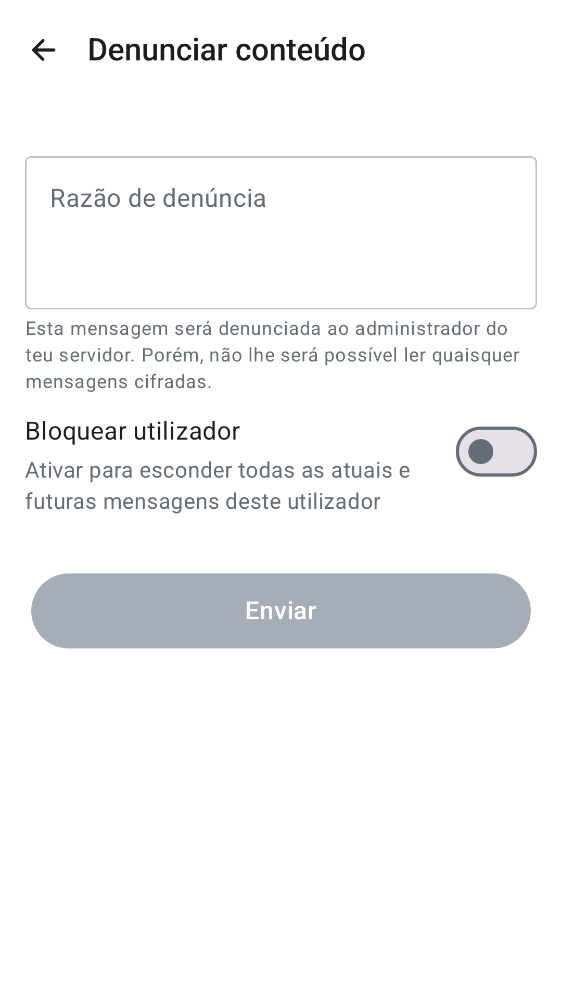 Denunciar conteúdo
Razão de denúncia
Esta mensagem será denunciada ao administrador do
teu servidor. Porém, não lhe será possível ler quaisquer
mensagens cifradas.
Bloquear utilizador
Ativar para esconder todas as atuais e
futuras mensagens deste utilizador
Enviar